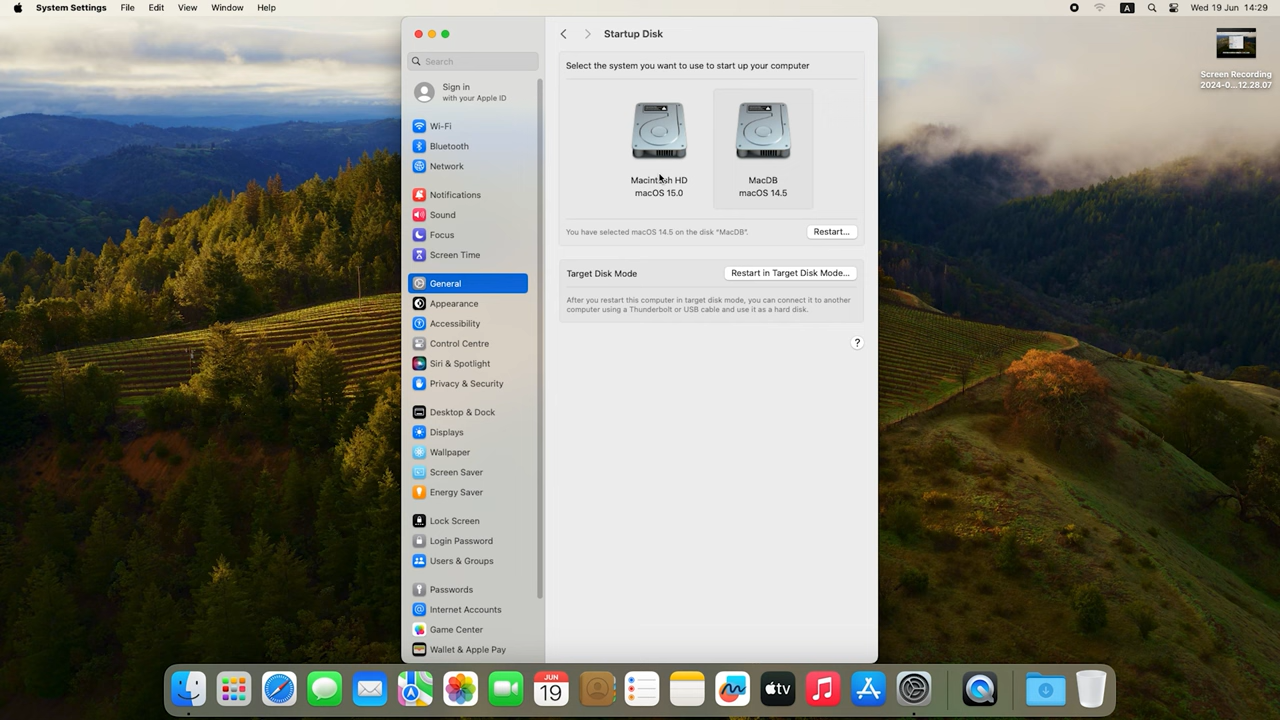 System Settings File Edit View Window Help A Wed 19 Jun 14:29
Screen Recording
2024-0...12.28.07
Startup Disk
Search
Sign in
with your Apple ID
Wi-Fi
Bluetooth
Network
Notifications
Sound
Focus
Screen Time
General
Appearance
Accessibility
Control Centre
Siri & Spotlight
Privacy & Security
Desktop & Dock
Displays
Wallpaper
Screen Saver
Energy Saver
Lock Screen
Login Password
Users & Groups
Passwords
Internet Accounts
Game Center
Wallet & Apple Pay
Select the system you want to use to start up your computer
Macintosh HD
macOS 15.0
MacDB
macOS 14.5
You have selected macOS 14.5 on the disk "MacDB".
Restart...
Target Disk Mode
Restart in Target Disk Mode...
After you restart this computer in target disk mode, you can connect it to another
computer using a Thunderbolt or USB cable and use it as a hard disk.
?
JUN
19
tv